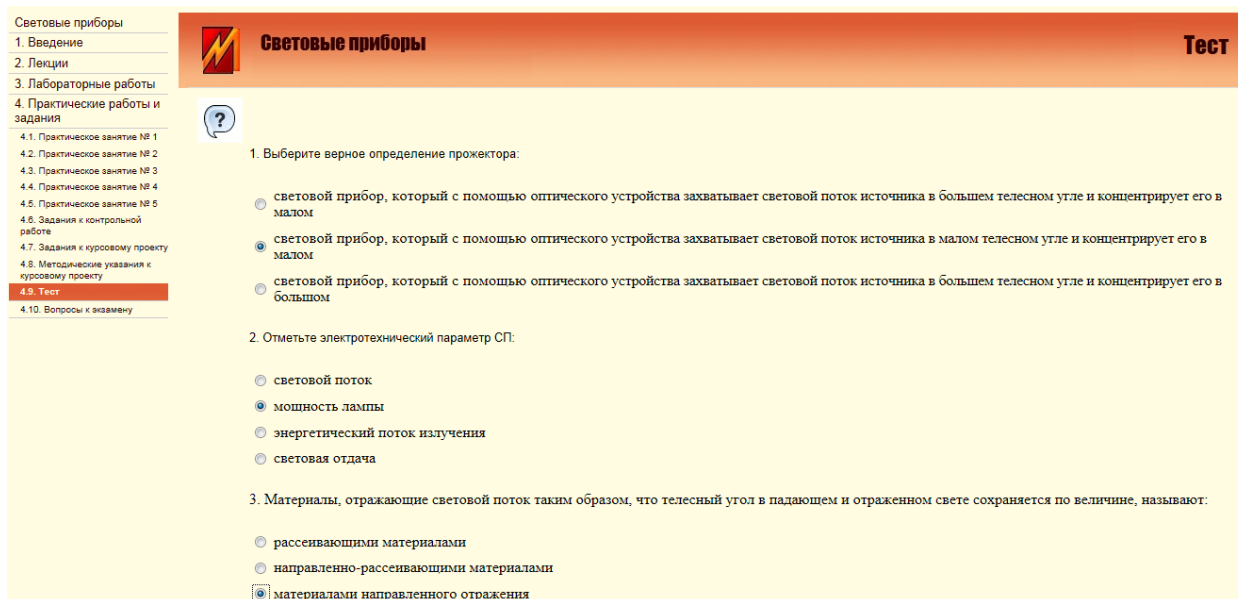 Световые приборы
1. Введение
2. Лекции
3. Лабораторные работы
4. Практические работы и
задания
4.1. Практическое занятие № 1
4.2. Практическое занятие № 2
4.3. Практическое занятие № 3
4.4. Практическое занятие № 4
4.5. Практическое занятие № 5
4.6. Задания к контрольной
работе
4.7. Задания к курсовому проекту
4.8. Методические указания к
курсовому проекту
4.9. Тест
4.10. Вопросы к экзамену
Световые приборы
Тест
?
1. Выберите верное определение прожектора:
световой прибор, который с помощью оптического устройства захватывает световой поток источника в большем телесном угле и концентрирует его в
малом
световой прибор, который с помощью оптического устройства захватывает световой поток источника в малом телесном угле и концентрирует его в
малом
световой прибор, который с помощью оптического устройства захватывает световой поток источника в большем телесном угле и концентрирует его в
большом
2. Отметьте электротехнический параметр СП:
световой поток
мощность лампы
энергетический поток излучения
световая отдача
3. Материалы, отражающие световой поток таким образом, что телесный угол в падающем и отраженном свете сохраняется по величине, называют:
рассеивающими материалами
направленно-рассеивающими материалами
материалами направленного отражения